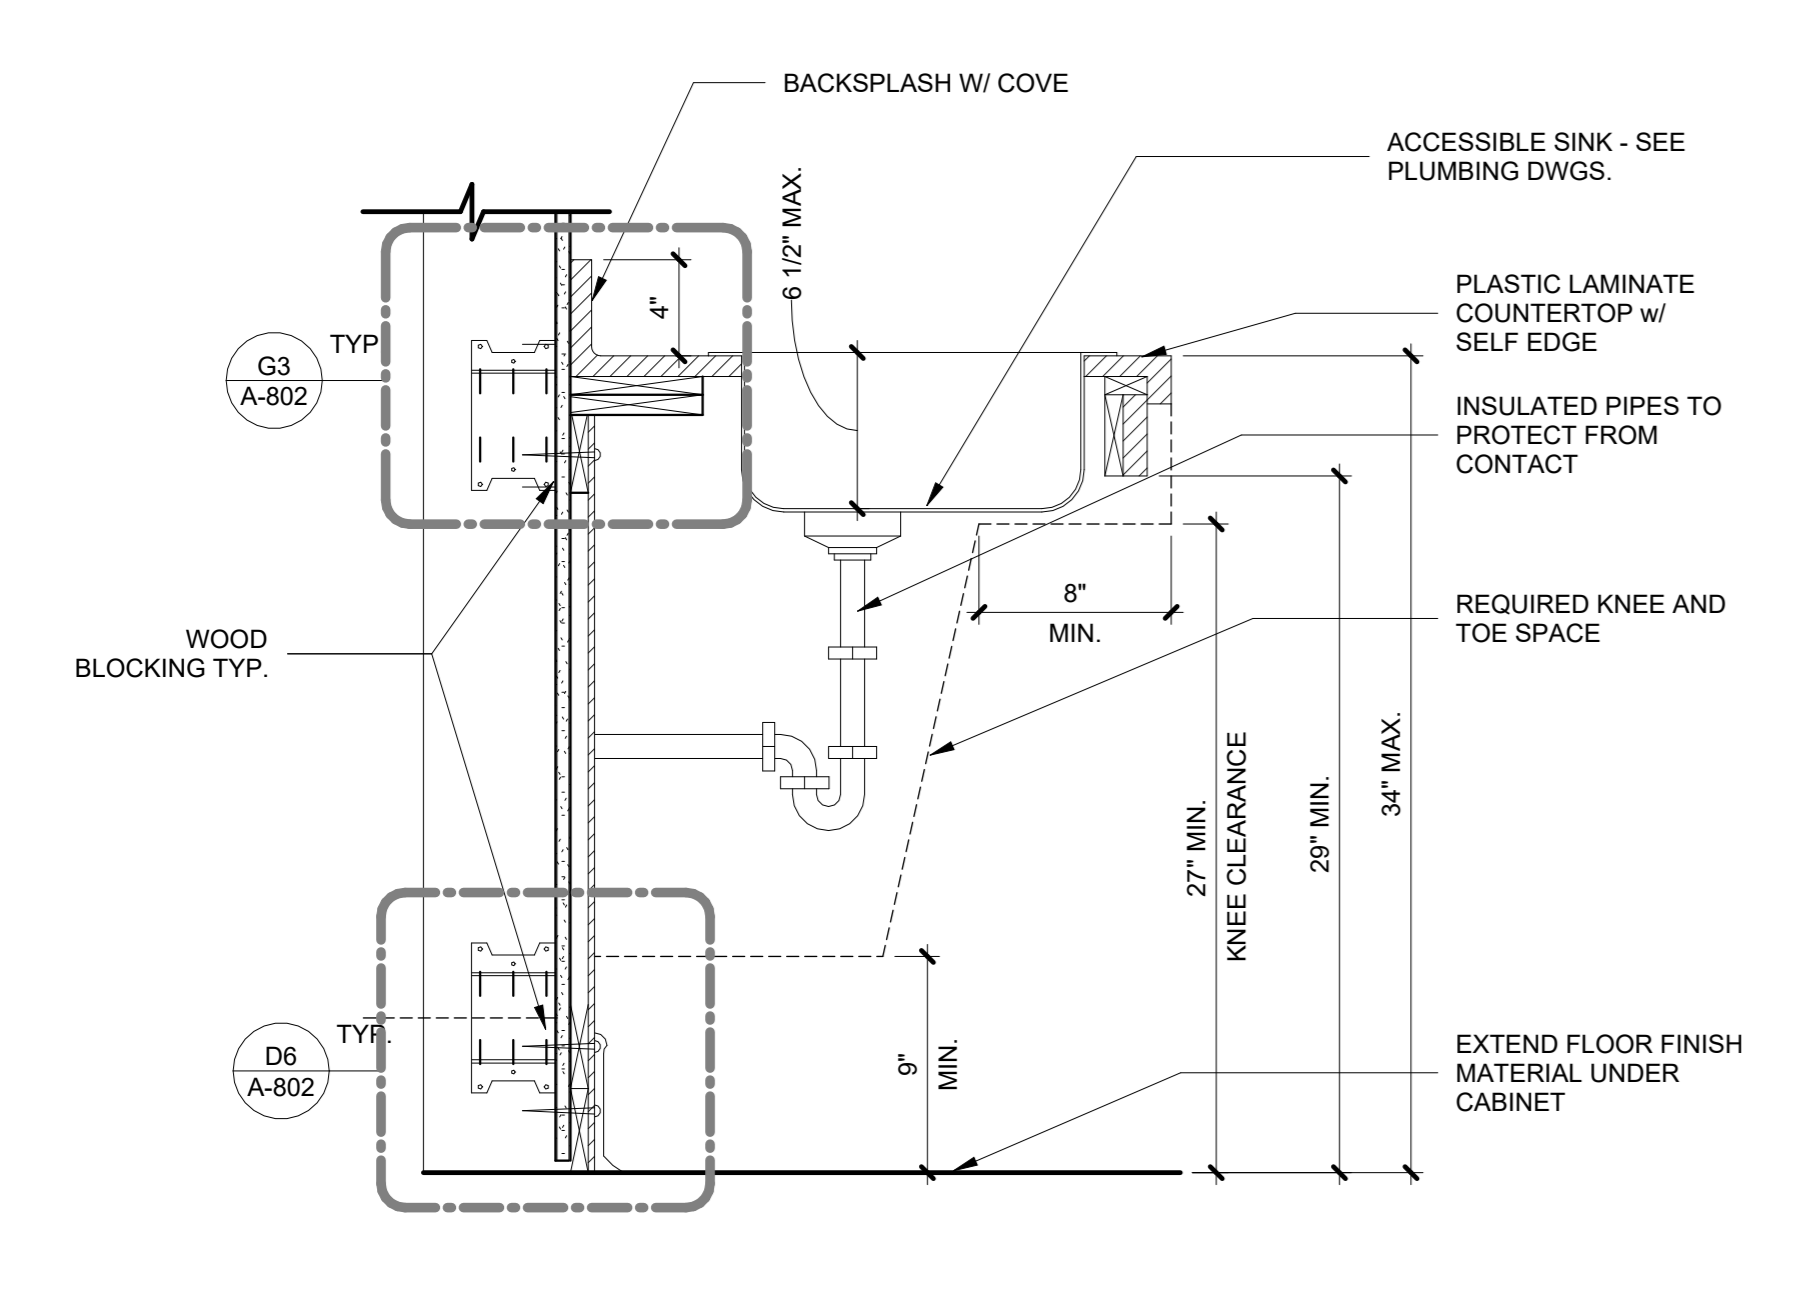 BACKSPLASH W/ COVE
ACCESSIBLE SINK - SEE
PLUMBING DWGS.
6 1/2" MAX.
4"
PLASTIC LAMINATE
COUNTERTOP w/
SELF EDGE
TYP
G3
A-802
INSULATED PIPES TO
PROTECT FROM
CONTACT
8"
MIN.
REQUIRED KNEE AND
TOE SPACE
WOOD
BLOCKING TYP.
27" MIN.
KNEE CLEARANCE
29" MIN.
34" MAX.
TYP.
D6
A-802
9"
MIN.
EXTEND FLOOR FINISH
MATERIAL UNDER
CABINET